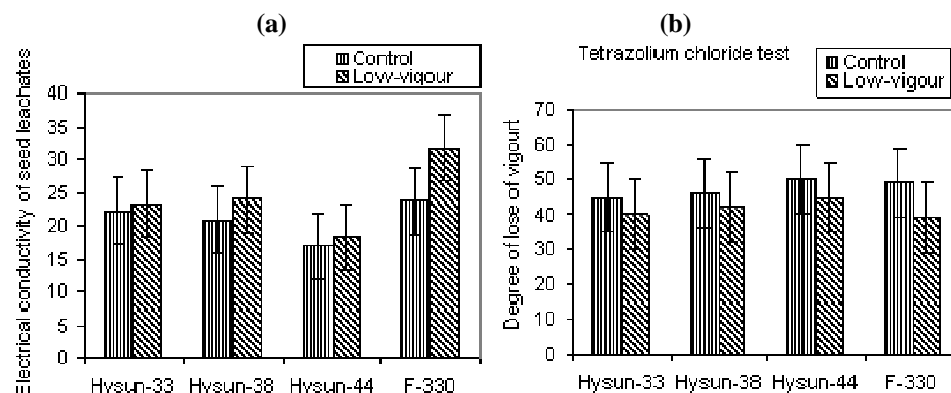 (a)
Control
Low-vigour
Electrical conductivity of seed leachates
40
35
30
25
20
15
10
5
0
Hysun-33 Hysun-38 Hysun-44 F-330
(b)
Tetrazolium chloride test
Control
Low-vigour
Degree of lose of vigourt
70
60
50
40
30
20
10
0
Hysun-33 Hysun-38 Hysun-44 F-330